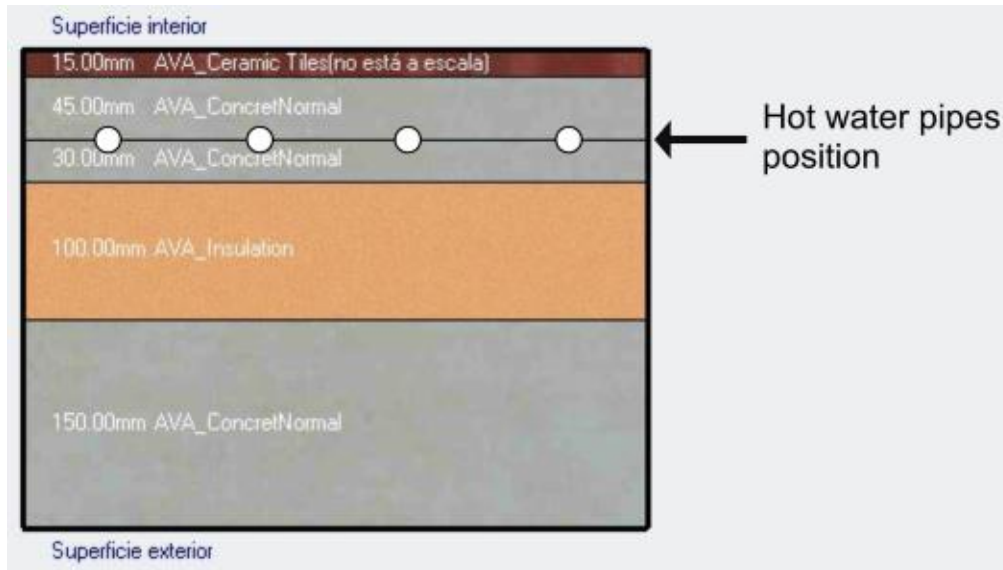 Superficie interior
15.00mm AVA_Ceramic Tiles(no está a escala)
45.00mm AVA_ConcretNormal
Hot water pipes
position
30.00mm AVA_ConcretNormal
100.00mm AVA_Insulation
150.00mm AVA_ConcretNormal
Superficie exterior